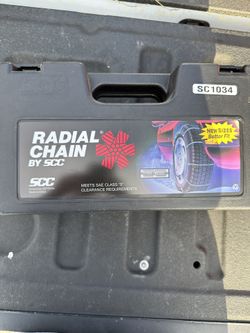 SC1034
NEW SIZES
Better Fit
RADIAL
CHAIN
BY SCC
SCC
MEETS SAE CLASS "S"
CLEARANCE REQUIREMENTS